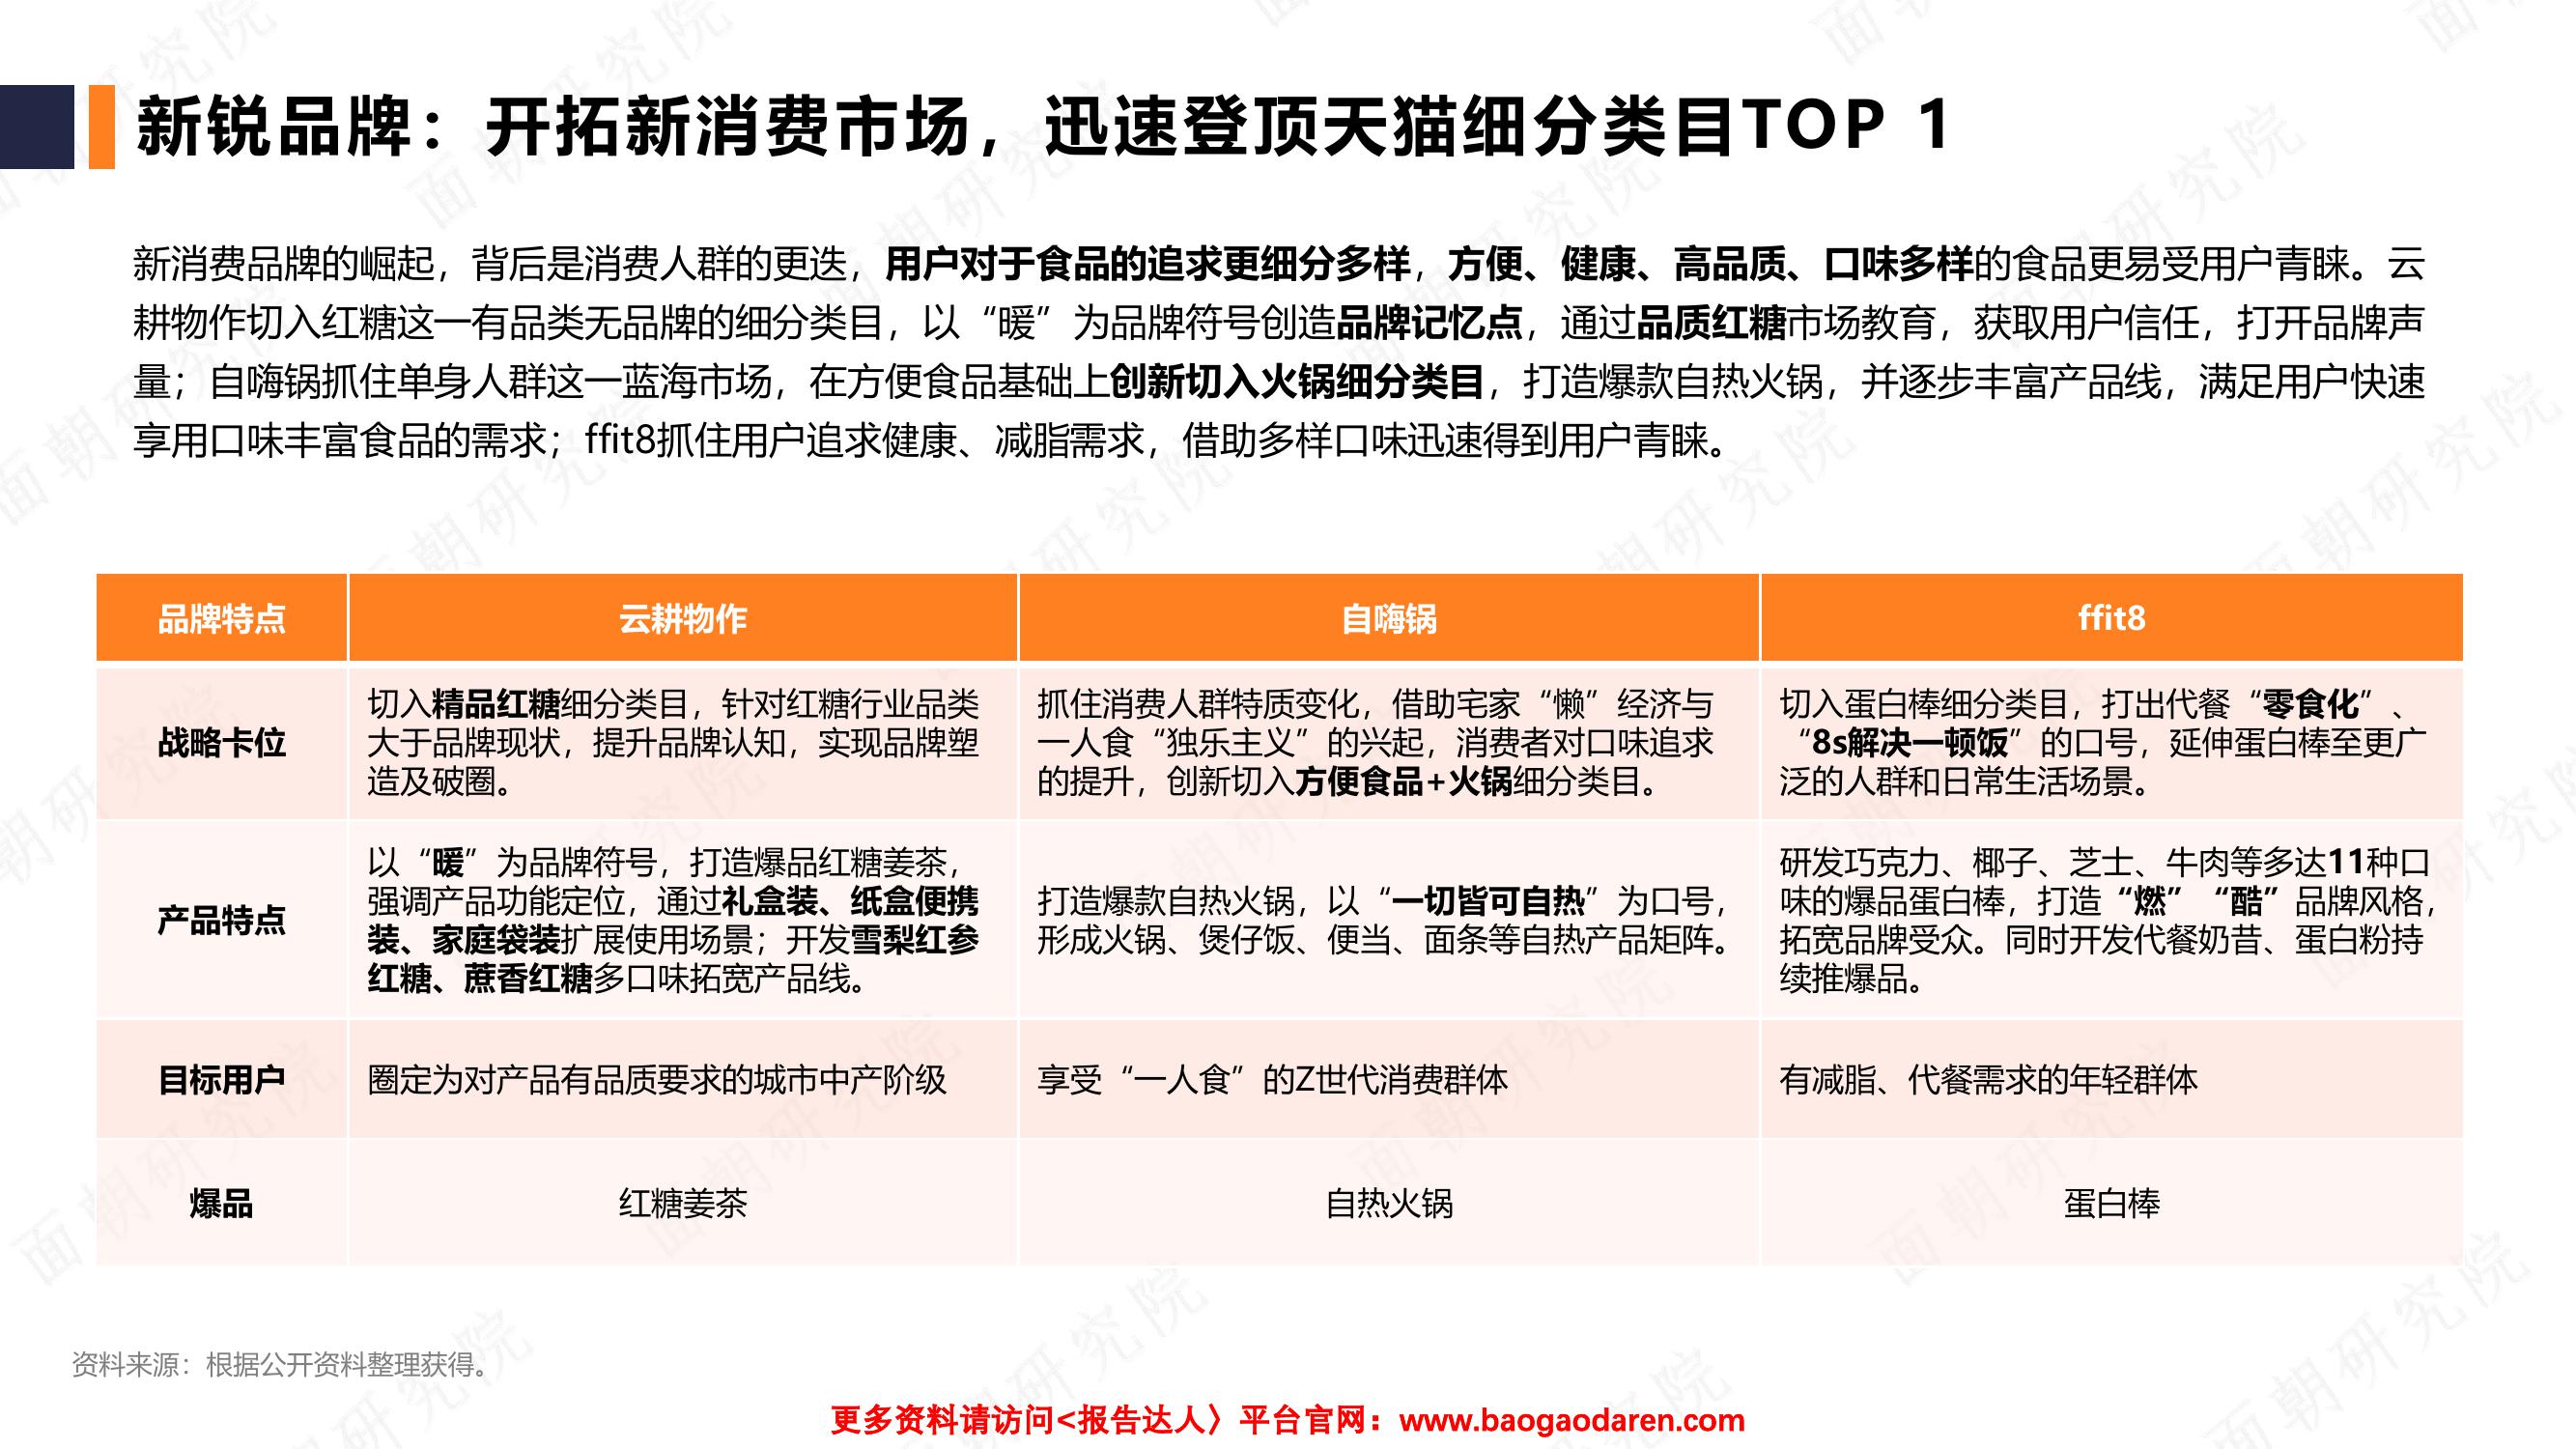 新锐品牌：开拓新消费市场，迅速登顶天猫细分类目TOP 1
新消费品牌的崛起，背后是消费人群的更迭，用户对于食品的追求更细分多样，方便、健康、高品质、口味多样的食品更易受用户青睐。云
耕物作切入红糖这一有品类无品牌的细分类目，以“暖”为品牌符号创造品牌记忆点，通过品质红糖市场教育，获取用户信任，打开品牌声
量；自嗨锅抓住单身人群这一蓝海市场，在方便食品基础上创新切入火锅细分类目，打造爆款自热火锅，并逐步丰富产品线，满足用户快速
享用口味丰富食品的需求；ffit8抓住用户追求健康、减脂需求，借助多样口味迅速得到用户青睐。
品牌特点
云耕物作
自嗨锅
ffit8
战略卡位
切入精品红糖细分类目，针对红糖行业品类
大于品牌现状，提升品牌认知，实现品牌塑
造及破圈。
抓住消费人群特质变化，借助宅家“懒”经济与
一人食“独乐主义”的兴起，消费者对口味追求
的提升，创新切入方便食品+火锅细分类目。
切入蛋白棒细分类目，打出代餐“零食化”、
“8s解决一顿饭”的口号，延伸蛋白棒至更广
泛的人群和日常生活场景。
产品特点
以“暖”为品牌符号，打造爆品红糖姜茶，
强调产品功能定位，通过礼盒装、纸盒便携
装、家庭袋装扩展使用场景；开发雪梨红参
红糖、蔗香红糖多口味拓宽产品线。
打造爆款自热火锅，以“一切皆可自热”为口号，
形成火锅、煲仔饭、便当、面条等自热产品矩阵。
研发巧克力、椰子、芝士、牛肉等多达11种口
味的爆品蛋白棒，打造“燃”“酷”品牌风格，
拓宽品牌受众。同时开发代餐奶昔、蛋白粉持
续推爆品。
目标用户
圈定为对产品有品质要求的城市中产阶级
享受“一人食”的Z世代消费群体
有减脂、代餐需求的年轻群体
爆品
红糖姜茶
自热火锅
蛋白棒
资料来源：根据公开资料整理获得。
更多资料请访问<报告达人〉平台官网：www.baogaodaren.com
面朝研究院